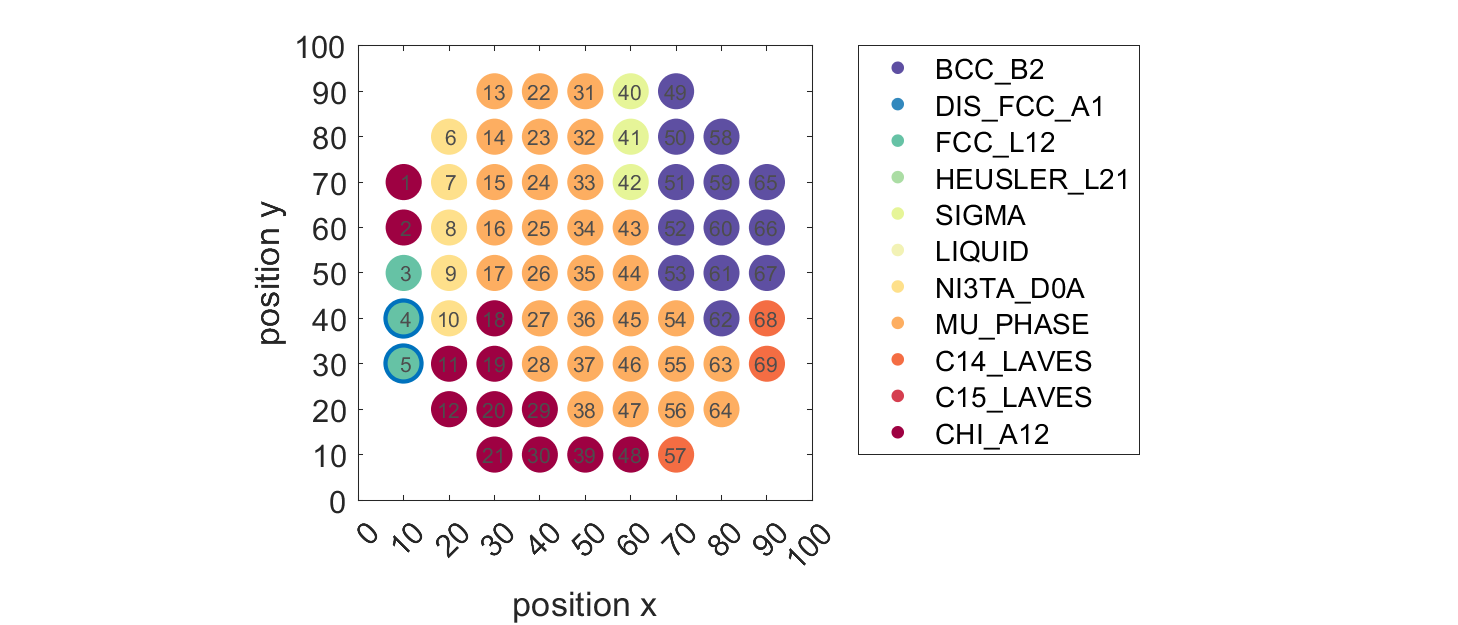 100
90
80
70
60
50
40
30
20
10
0
position y
13 22 31 40 49
6 14 23 32 41 50 58
1 7 15 24 33 42 51 59 65
2 8 16 25 34 43 52 60 66
3 9 17 26 35 44 53 61 67
4 10 18 27 36 45 54 62 68
5 11 19 28 37 46 55 63 69
12 20 29 38 47 56 64
21 30 39 48 57
0 10 20 30 40 50 60 70 80 90 100
position x
BCC_B2
DIS_FCC_A1
FCC_L12
HEUSLER_L21
SIGMA
LIQUID
NI3TA_D0A
MU_PHASE
C14_LAVES
C15_LAVES
CHI_A12